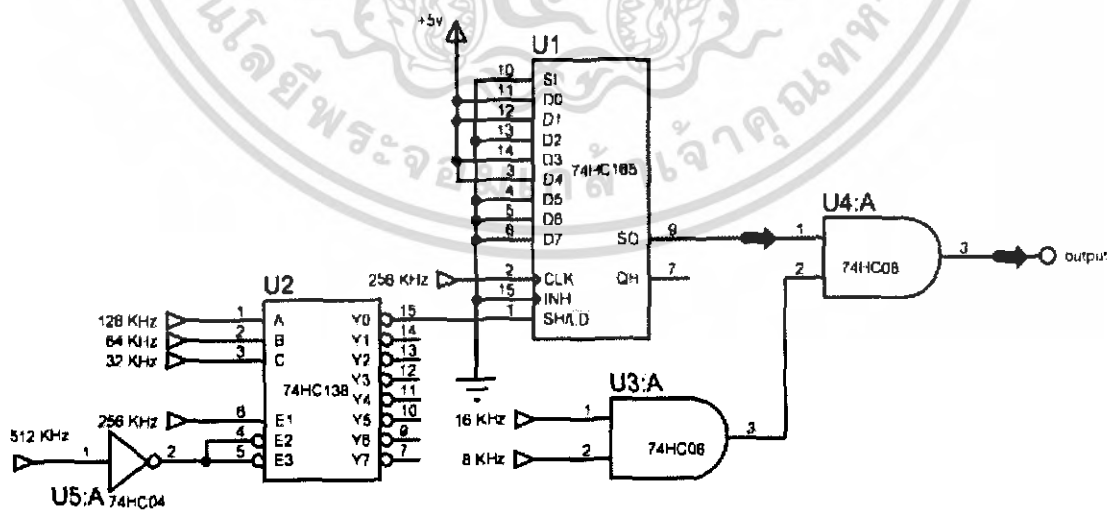 +5v
U1
10 SI
11 D0
12 D1
13 D2
14 D3
74HC165
3 D4
4 D5
5 D6
6 D7
SO 9
256 KHz 2 CLK
QH 7
15 INH
1 SH/LD
U4:A
1
2
3
74HC08
output
U2
128 KHz 1 A
64 KHz 2 B
32 KHz 3 C
74HC138
Y0 15
Y1 14
Y2 13
Y3 12
Y4 11
Y5 10
Y6 9
Y7 7
256 KHz 6 E1
4 E2
5 E3
512 KHz
1
2
U5:A 74HC04
U3:A
16 KHz 1
8 KHz 2
3
74HC08